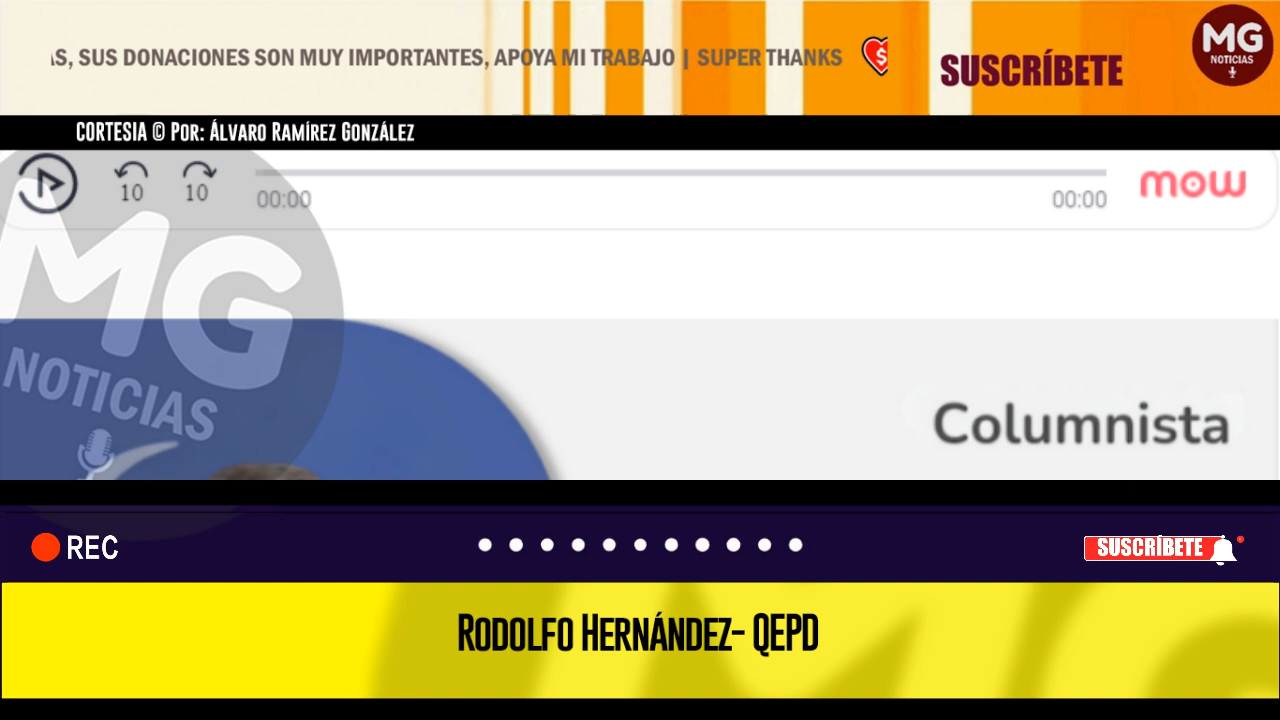 AS, SUS DONACIONES SON MUY IMPORTANTES, APOYA MI TRABAJO | SUPER THANKS
SUSCRÍBETE
MG
NOTICIAS
CORTESIA © POR: ÁLVARO RAMÍREZ GONZÁLEZ
10
10
00:00
00:00
mow
MG
NOTICIAS
Columnista
REC
SUSCRÍBETE
RODOLFO HERNÁNDEZ- QEPD